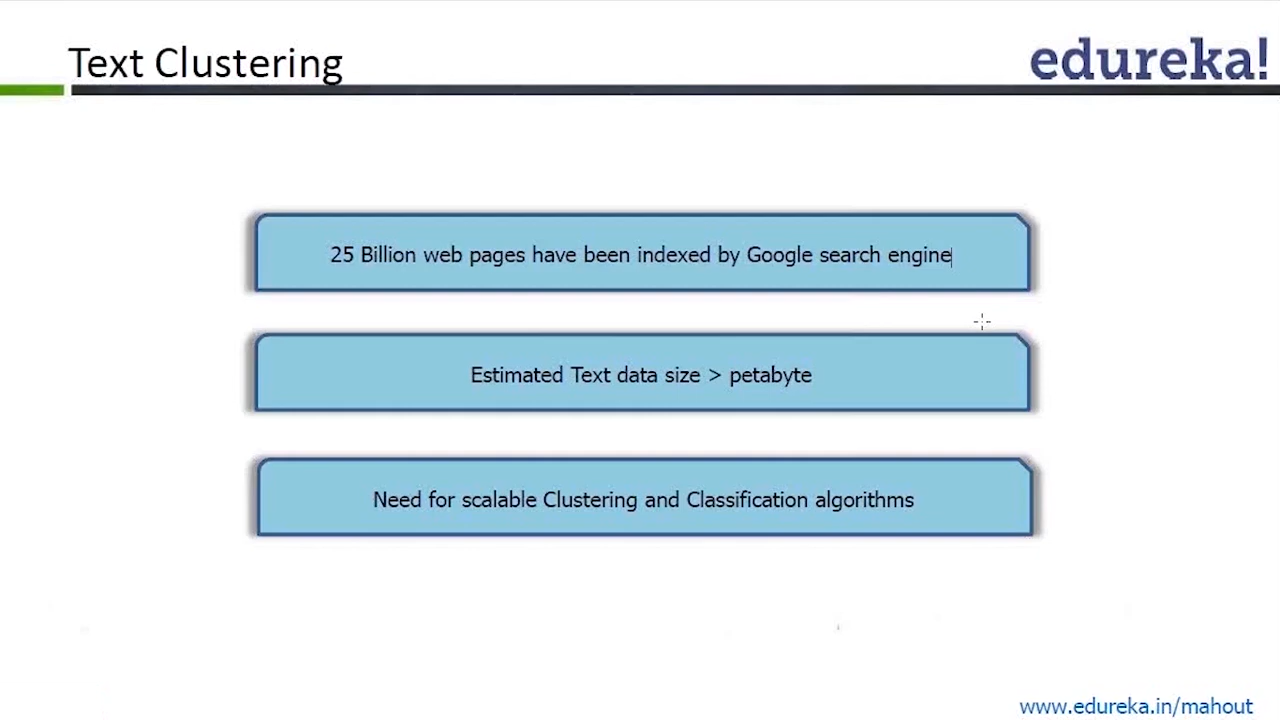 Text Clustering
edureka!
25 Billion web pages have been indexed by Google search engine
Estimated Text data size > petabyte
Need for scalable Clustering and Classification algorithms
www.edureka.in/mahout